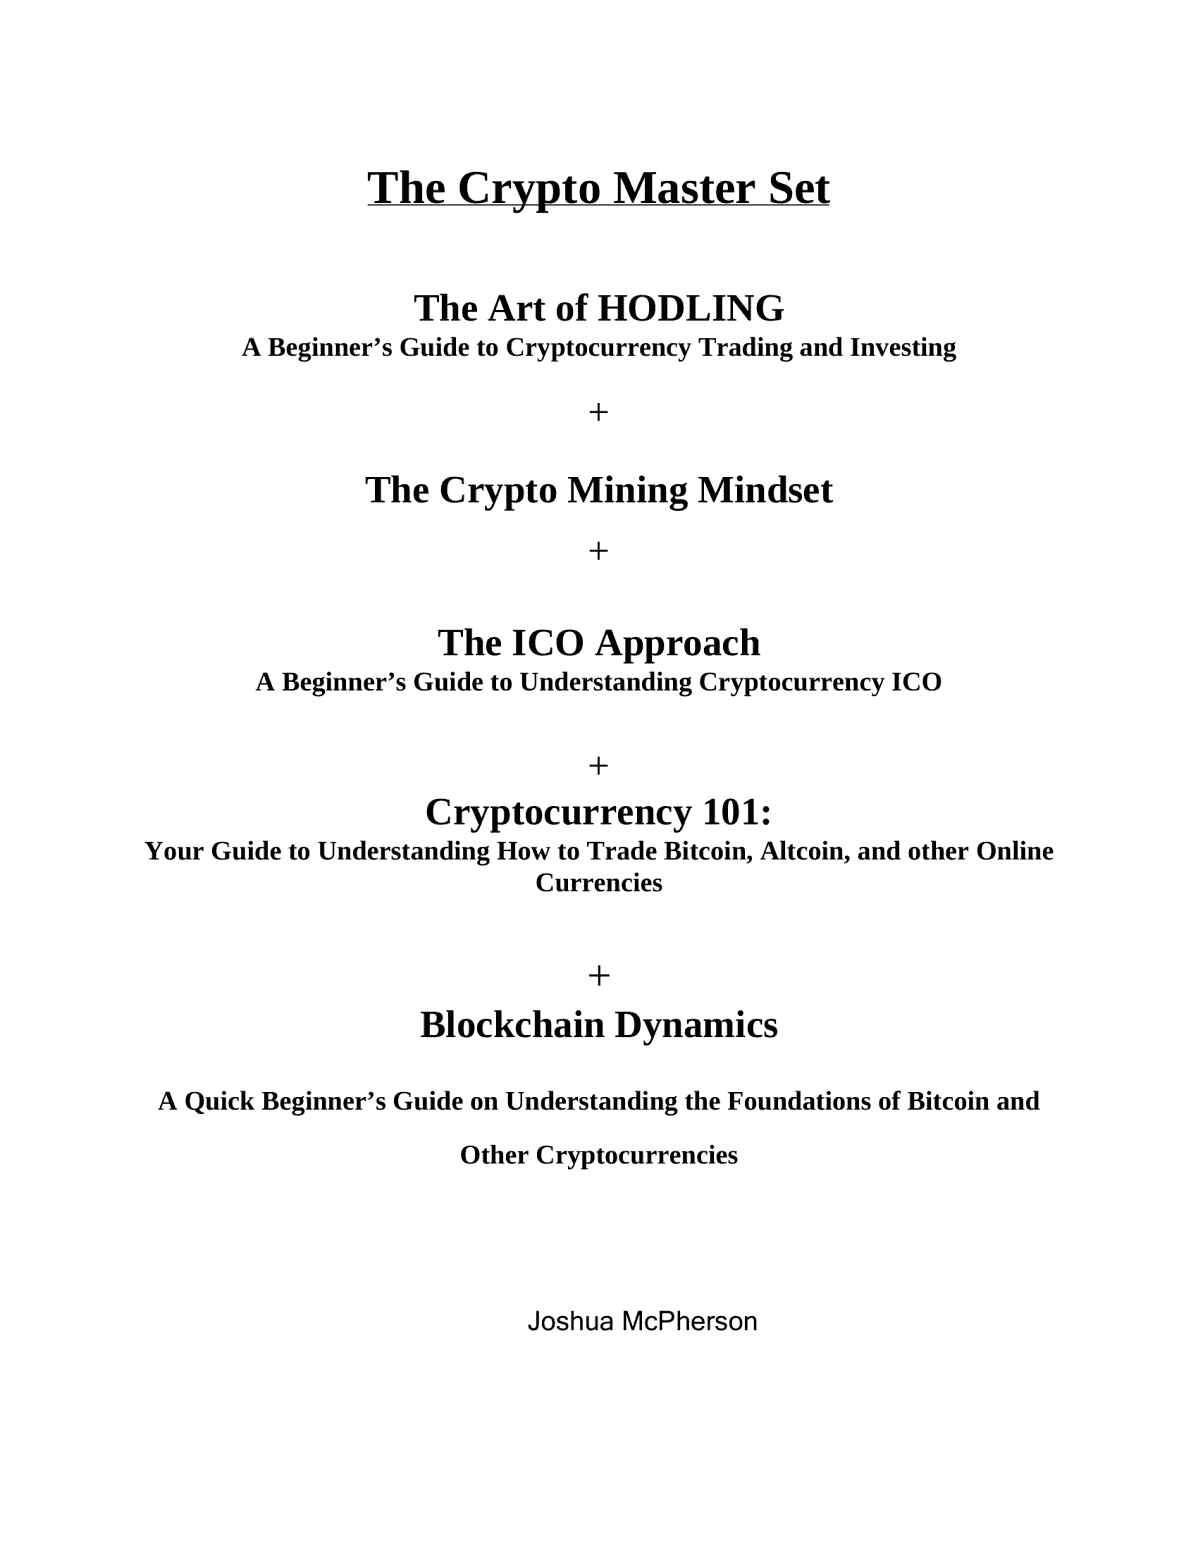 The Crypto Master Set
The Art of HODLING
A Beginner’s Guide to Cryptocurrency Trading and Investing
+
The Crypto Mining Mindset
+
The ICO Approach
A Beginner’s Guide to Understanding Cryptocurrency ICO
+
Cryptocurrency 101:
Your Guide to Understanding How to Trade Bitcoin, Altcoin, and other Online
Currencies
+
Blockchain Dynamics
A Quick Beginner’s Guide on Understanding the Foundations of Bitcoin and
Other Cryptocurrencies
Joshua McPherson